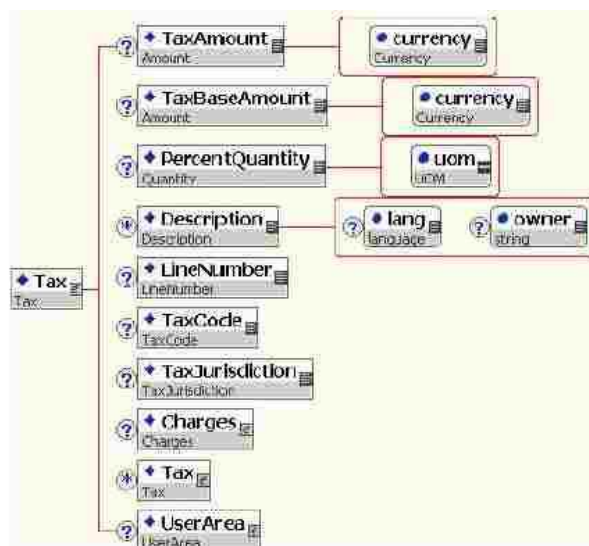 TaxAmount
Amount
currency
Currency
TaxBaseAmount
Amount
currency
Currency
PercentQuantity
Quantity
uom
UOM
Description
Description
lang
language
owner
string
Tax
Tax
LineNumber
LineNumber
TaxCode
TaxCode
TaxJurisdiction
TaxJurisdiction
Charges
Charges
Tax
Tax
UserArea
UserArea